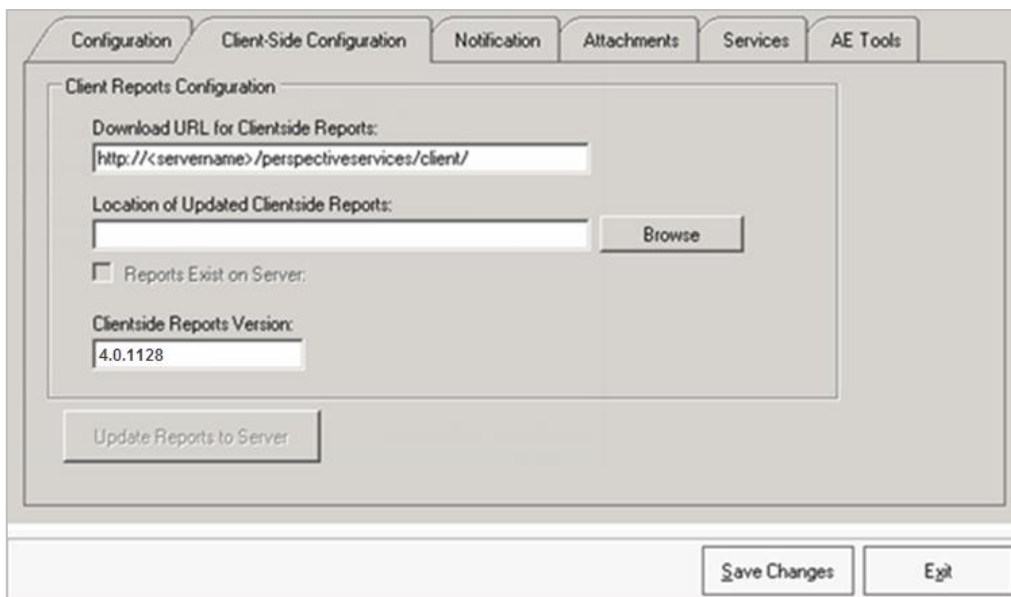 Configuration Client-Side Configuration Notification Attachments Services AE Tools
Client Reports Configuration
Download URL for Clientside Reports:
http://<servername>/perspectiveservices/client/
Location of Updated Clientside Reports:
Browse
Reports Exist on Server:
Clientside Reports Version:
4.0.1128
Update Reports to Server
Save Changes Exit